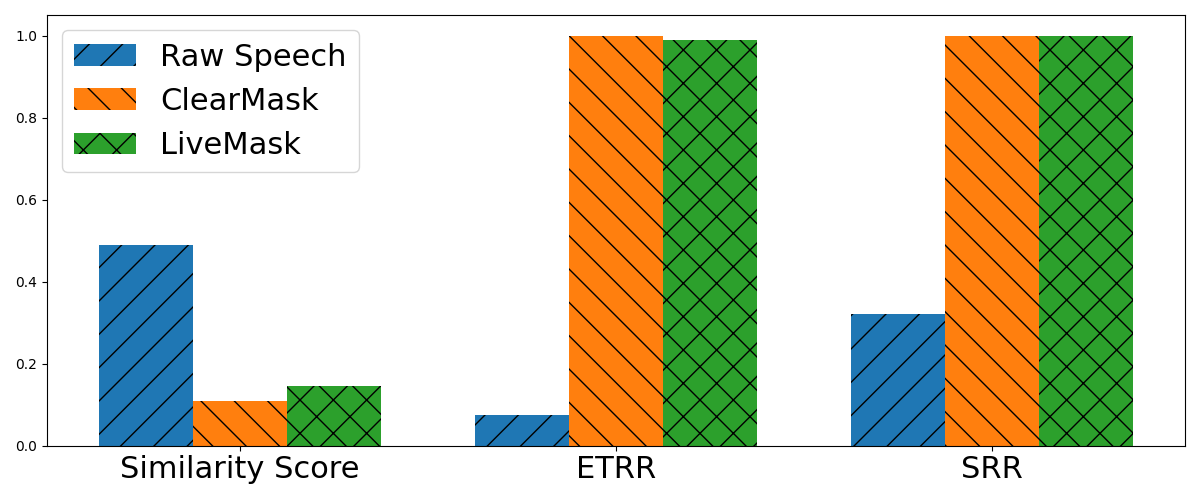 1.0
0.8
0.6
0.4
0.2
0.0
Raw Speech
ClearMask
LiveMask
Similarity Score
ETRR
SRR